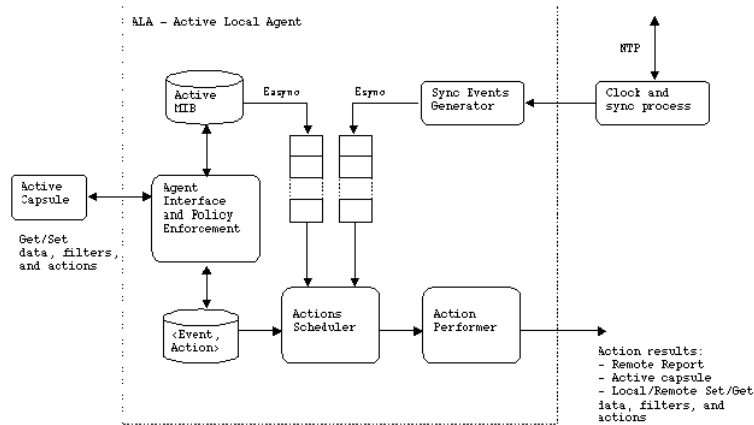 ALA - Active Local Agent
NTP
Active
MIB
Easync
Esync
Sync Events
Generator
Clock and
sync process
Active
Capsule
Agent
Interface
and Policy
Enforcement
Get/Set
data, filters,
and actions
<Event,
Action>
Actions
Scheduler
Action
Performer
Action results:
- Remote Report
- Active capsule
- Local/Remote Set/Get
data, filters, and
actions